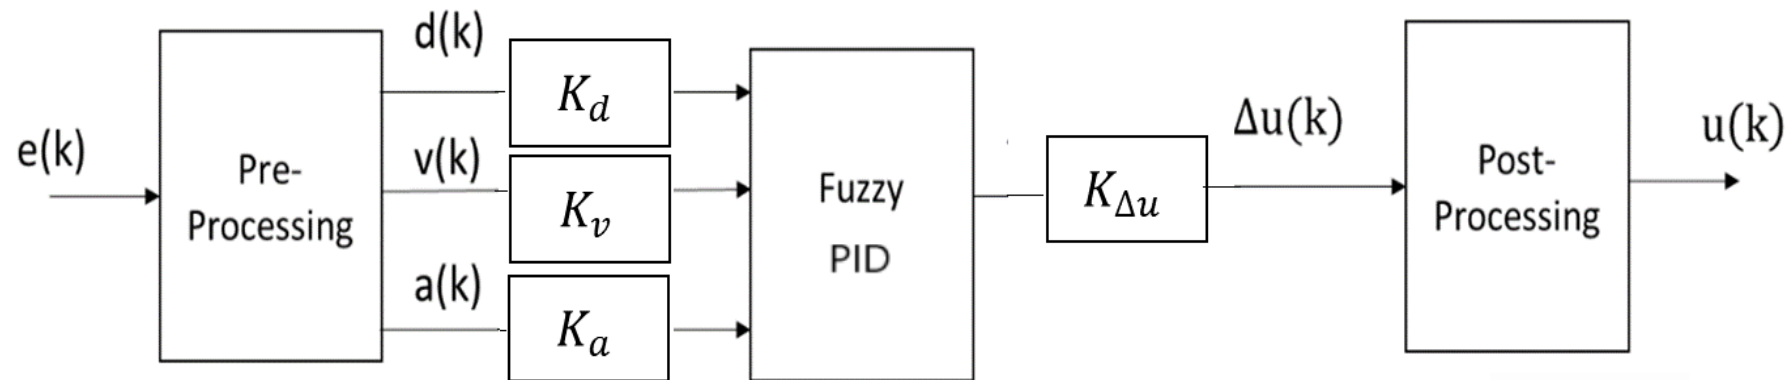 e(k)
Pre-
Processing
d(k)
v(k)
a(k)
K_d
K_v
K_a
Fuzzy
PID
K_Δu
Δu(k)
Post-
Processing
u(k)